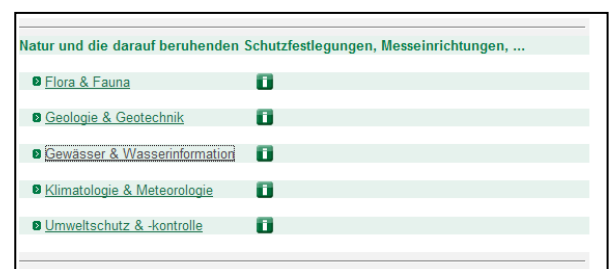 Natur und die darauf beruhenden Schutzfestlegungen, Messeinrichtungen, ...
Flora & Fauna
Geologie & Geotechnik
Gewässer & Wasserinformation
Klimatologie & Meteorologie
Umweltschutz & -kontrolle